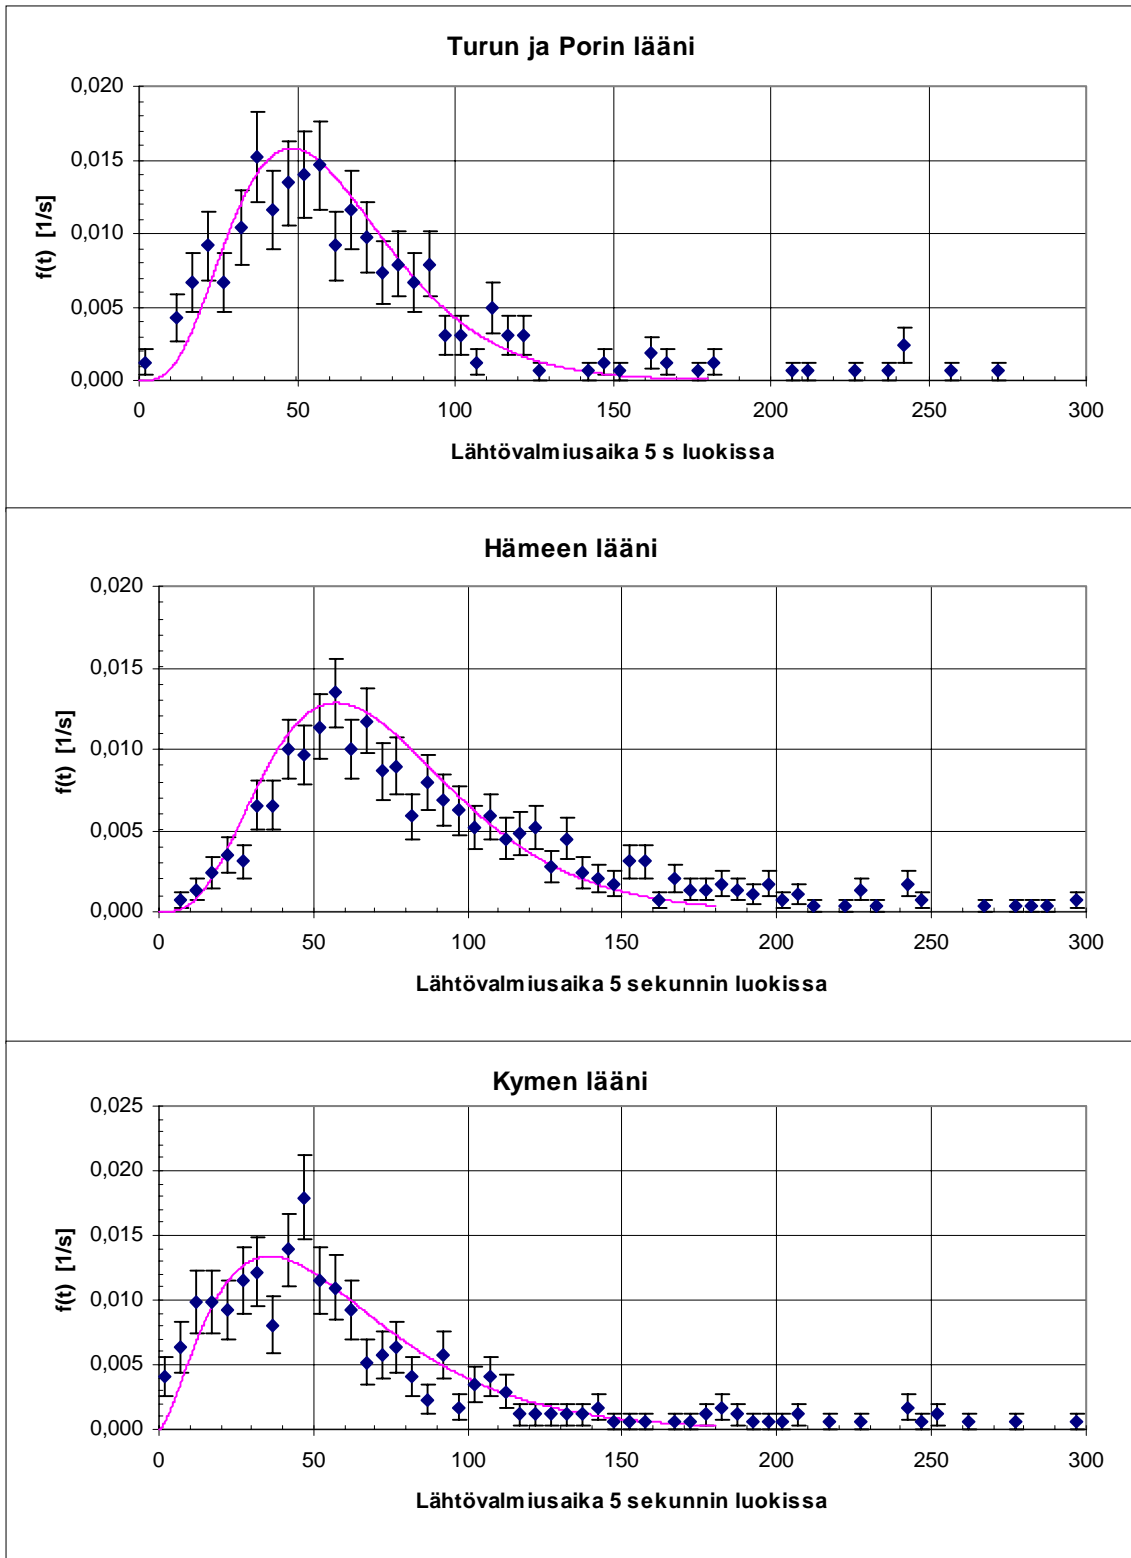 Turun ja Porin lääni
0,020
0,015
0,010
0,005
0,000
f(t) [1/s]
0 50 100 150 200 250 300
Lähtövalmiusaika 5 s luokissa
Hämeen lääni
0,020
0,015
0,010
0,005
0,000
f(t) [1/s]
0 50 100 150 200 250 300
Lähtövalmiusaika 5 sekunnin luokissa
Kymen lääni
0,025
0,020
0,015
0,010
0,005
0,000
f(t) [1/s]
0 50 100 150 200 250 300
Lähtövalmiusaika 5 sekunnin luokissa